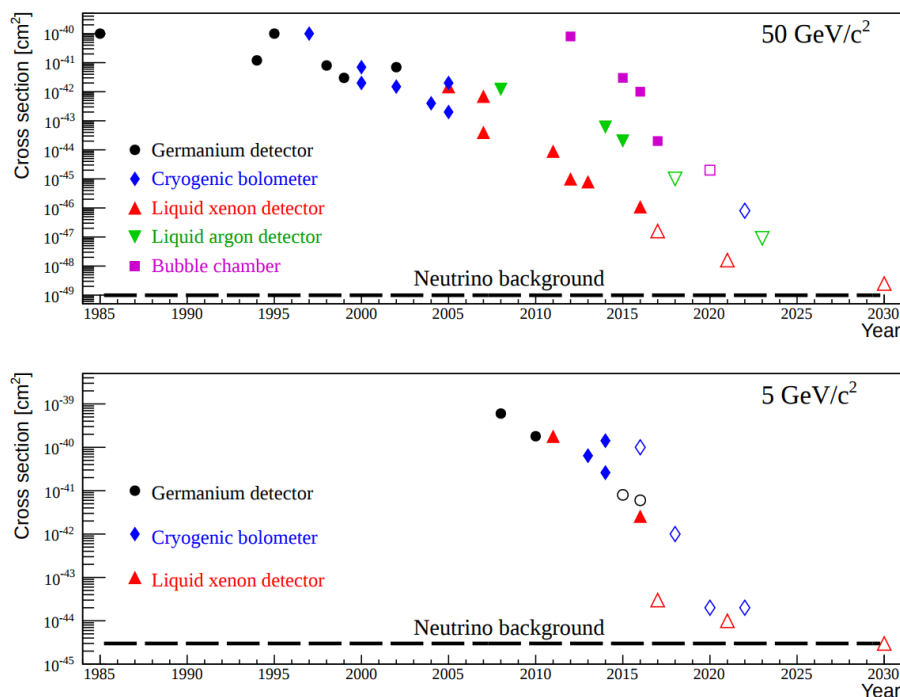 50 GeV/c²
Cross section [cm²]
10⁻⁴⁰
10⁻⁴¹
10⁻⁴²
10⁻⁴³
10⁻⁴⁴
10⁻⁴⁵
10⁻⁴⁶
10⁻⁴⁷
10⁻⁴⁸
10⁻⁴⁹
Germanium detector
Cryogenic bolometer
Liquid xenon detector
Liquid argon detector
Bubble chamber
Neutrino background
1985 1990 1995 2000 2005 2010 2015 2020 2025 2030
Year
5 GeV/c²
Cross section [cm²]
10⁻³⁹
10⁻⁴⁰
10⁻⁴¹
10⁻⁴²
10⁻⁴³
10⁻⁴⁴
10⁻⁴⁵
Germanium detector
Cryogenic bolometer
Liquid xenon detector
Neutrino background
1985 1990 1995 2000 2005 2010 2015 2020 2025 2030
Year